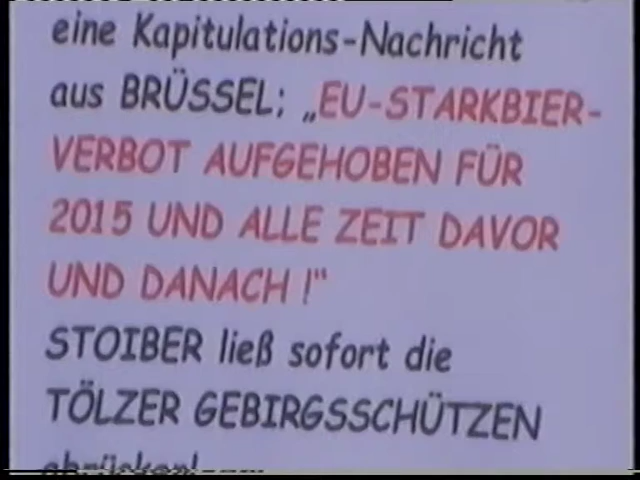 eine Kapitulations-Nachricht
aus BRÜSSEL: „EU-STARKBIER-
VERBOT AUFGEHOBEN FÜR
2015 UND ALLE ZEIT DAVOR
UND DANACH !"
STOIBER ließ sofort die
TÖLZER GEBIRGSSCHÜTZEN